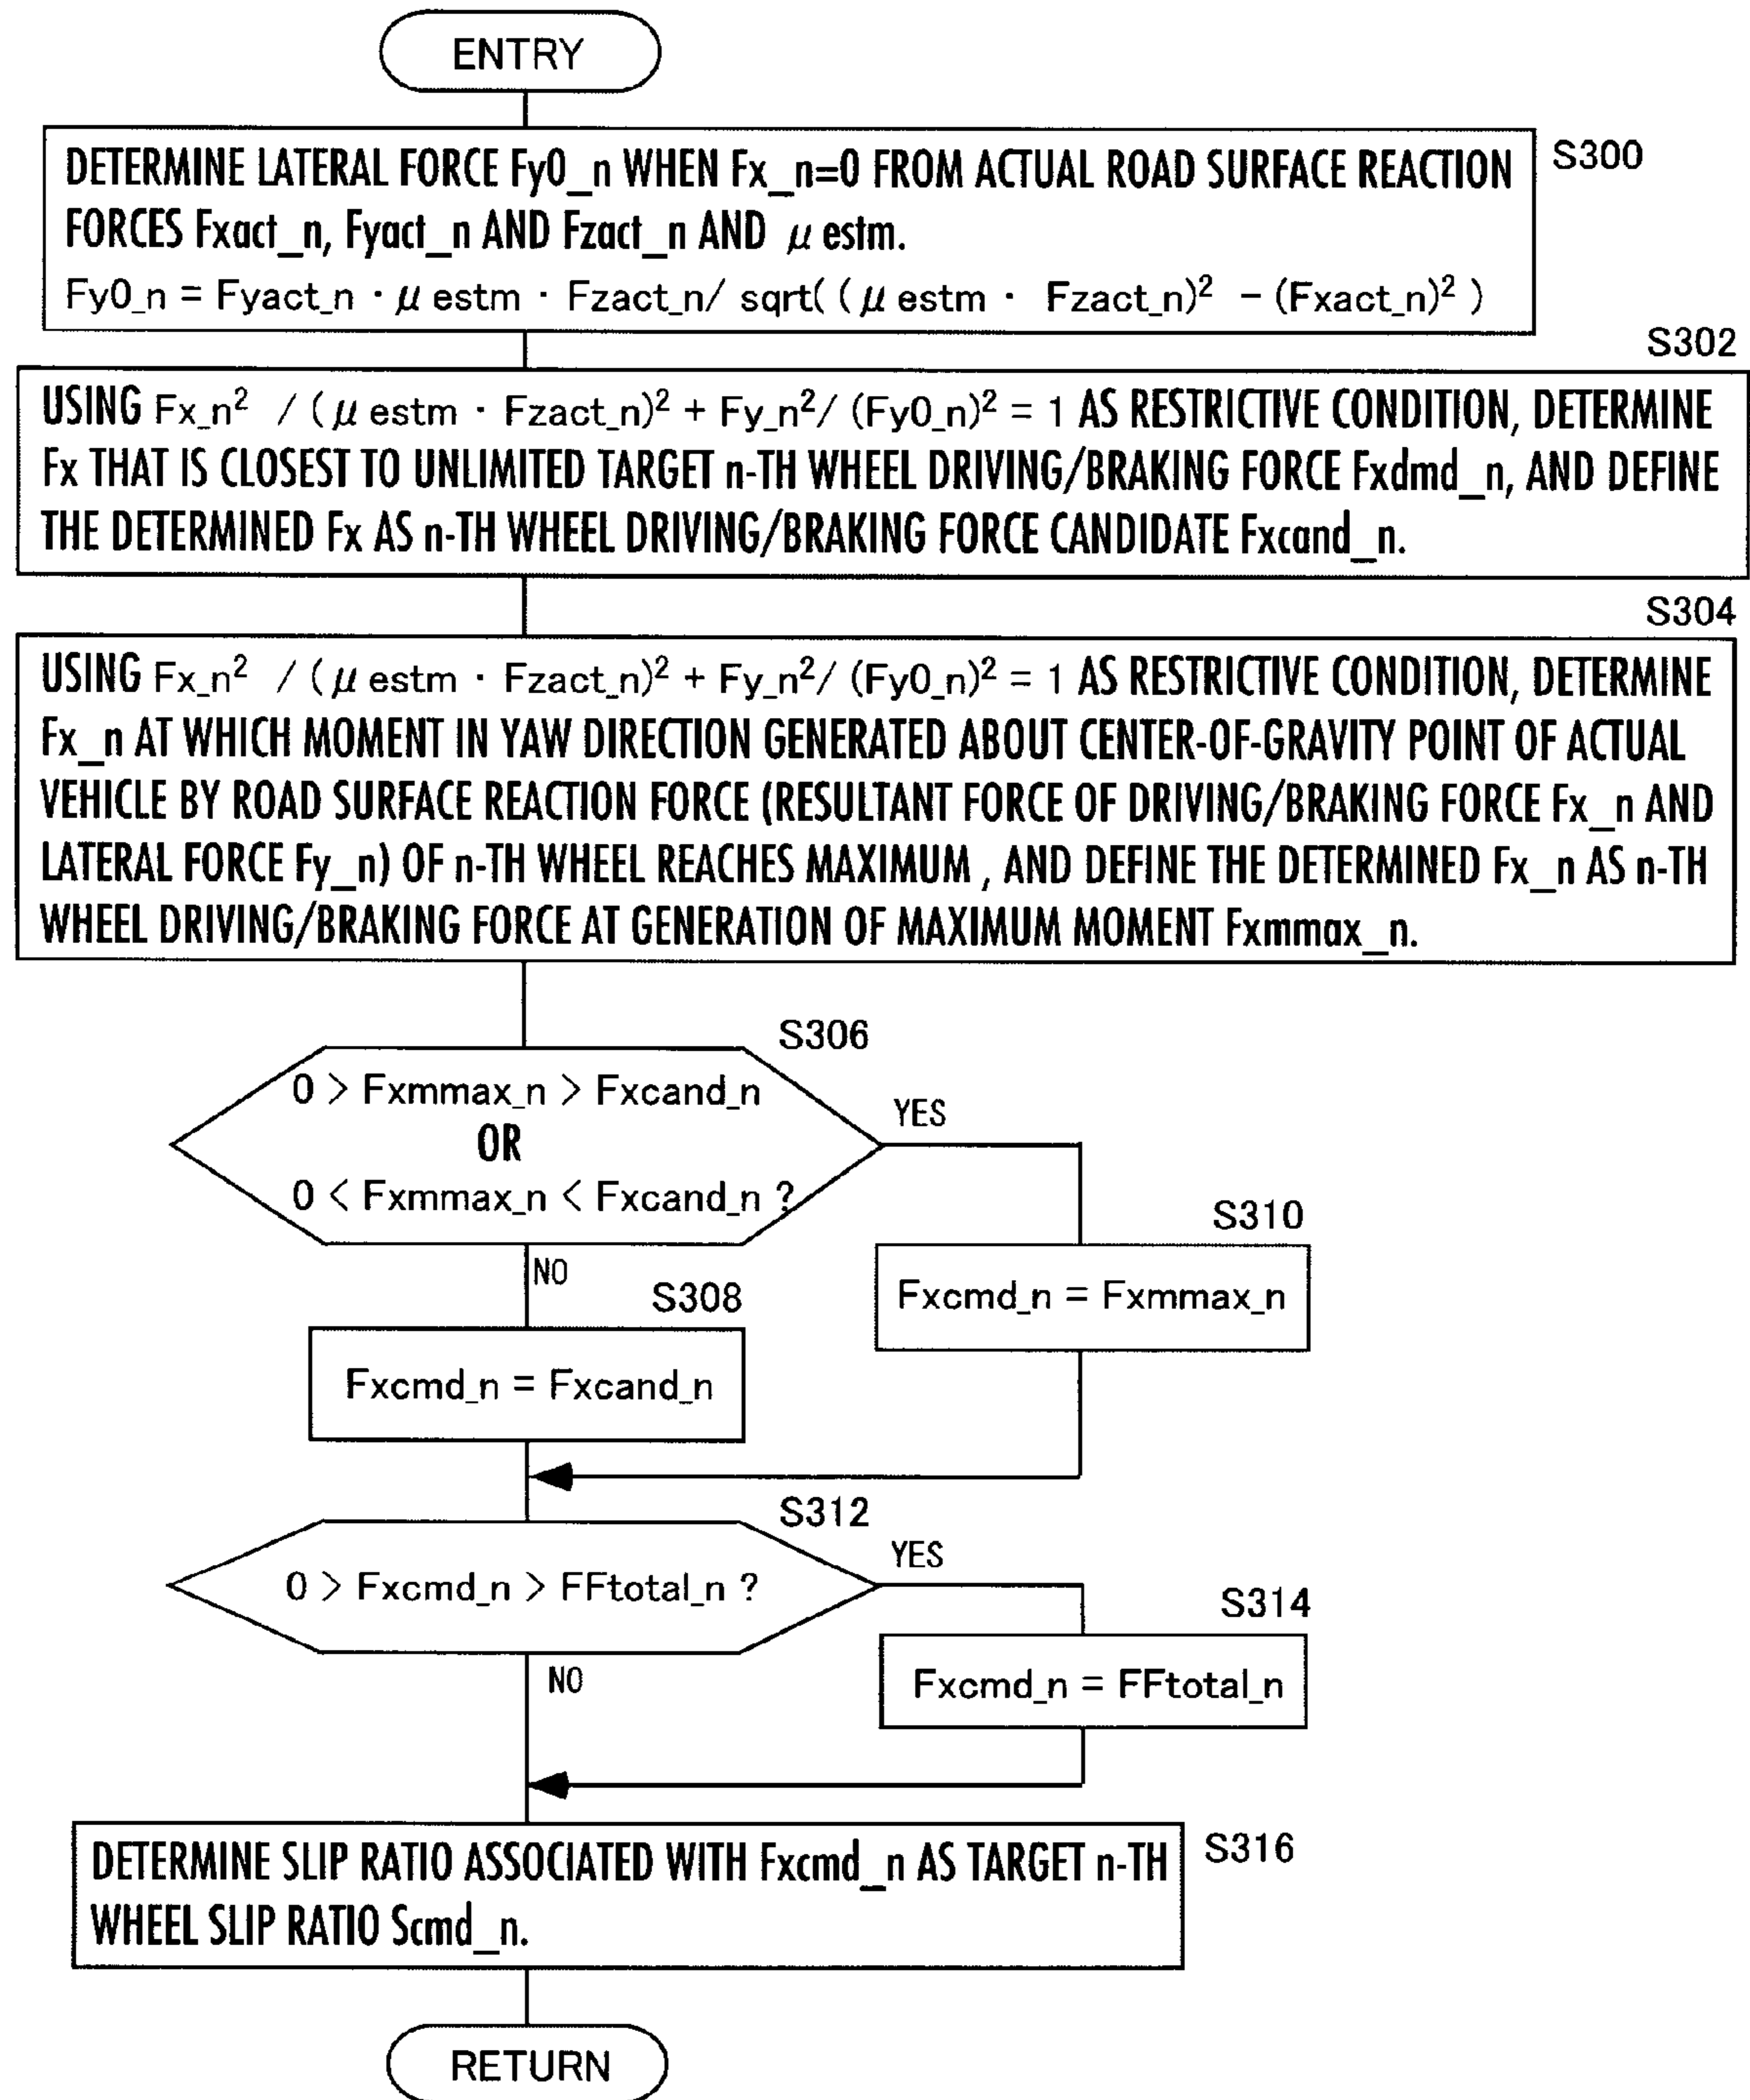 ENTRY
S300
DETERMINE LATERAL FORCE Fy0_n WHEN Fx_n=0 FROM ACTUAL ROAD SURFACE REACTION
FORCES Fxact_n, Fyact_n AND Fzact_n AND μ estm.
Fy0_n = Fyact_n · μ estm · Fzact_n/ sqrt( ( μ estm · Fzact_n)² − (Fxact_n)² )
S302
USING Fx_n² / ( μ estm · Fzact_n)² + Fy_n²/ (Fy0_n)² = 1 AS RESTRICTIVE CONDITION, DETERMINE
Fx THAT IS CLOSEST TO UNLIMITED TARGET n-TH WHEEL DRIVING/BRAKING FORCE Fxdmd_n, AND DEFINE
THE DETERMINED Fx AS n-TH WHEEL DRIVING/BRAKING FORCE CANDIDATE Fxcand_n.
S304
USING Fx_n² / ( μ estm · Fzact_n)² + Fy_n²/ (Fy0_n)² = 1 AS RESTRICTIVE CONDITION, DETERMINE
Fx_n AT WHICH MOMENT IN YAW DIRECTION GENERATED ABOUT CENTER-OF-GRAVITY POINT OF ACTUAL
VEHICLE BY ROAD SURFACE REACTION FORCE (RESULTANT FORCE OF DRIVING/BRAKING FORCE Fx_n AND
LATERAL FORCE Fy_n) OF n-TH WHEEL REACHES MAXIMUM , AND DEFINE THE DETERMINED Fx_n AS n-TH
WHEEL DRIVING/BRAKING FORCE AT GENERATION OF MAXIMUM MOMENT Fxmmax_n.
S306
0 > Fxmmax_n > Fxcand_n
OR
0 < Fxmmax_n < Fxcand_n ?
YES
NO
S310
Fxcmd_n = Fxmmax_n
S308
Fxcmd_n = Fxcand_n
S312
0 > Fxcmd_n > FFtotal_n ?
YES
NO
S314
Fxcmd_n = FFtotal_n
S316
DETERMINE SLIP RATIO ASSOCIATED WITH Fxcmd_n AS TARGET n-TH
WHEEL SLIP RATIO Scmd_n.
RETURN